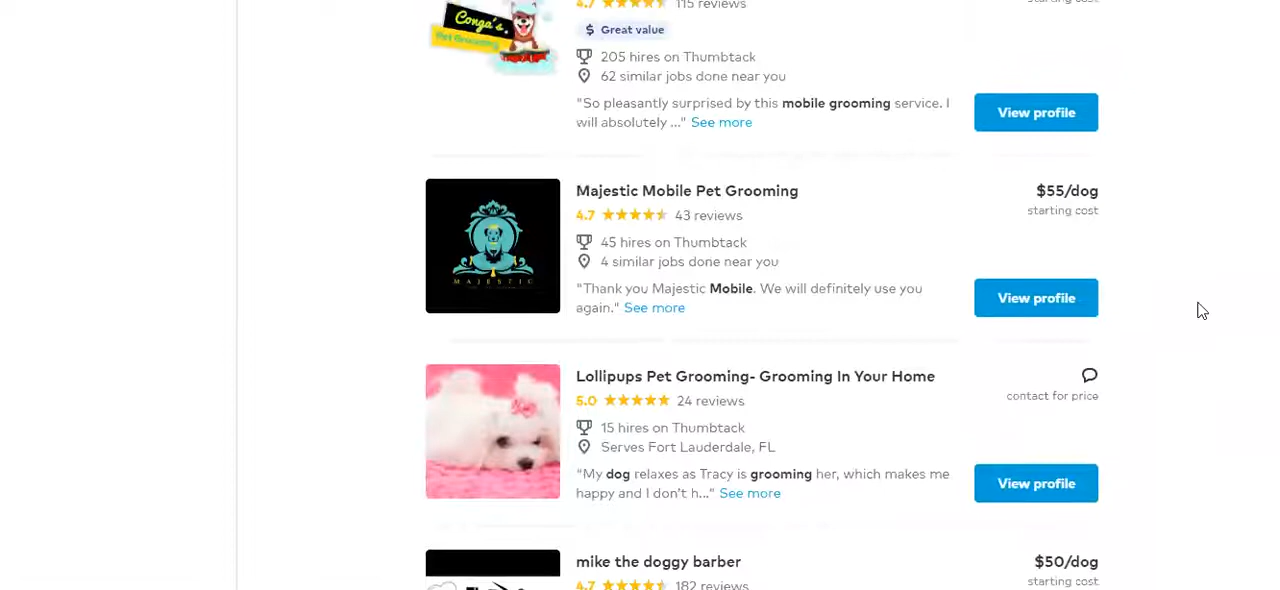 Conga's.
Pet Grooming
4.7 115 reviews
starting cost
$ Great value
205 hires on Thumbtack
62 similar jobs done near you
"So pleasantly surprised by this mobile grooming service. I
will absolutely ..." See more
View profile
MAJESTIC
Majestic Mobile Pet Grooming
$55/dog
4.7 43 reviews
starting cost
45 hires on Thumbtack
4 similar jobs done near you
"Thank you Majestic Mobile. We will definitely use you
again." See more
View profile
Lollipups Pet Grooming- Grooming In Your Home
5.0 24 reviews
contact for price
15 hires on Thumbtack
Serves Fort Lauderdale, FL
"My dog relaxes as Tracy is grooming her, which makes me
happy and I don't h..." See more
View profile
mike the doggy barber
$50/dog
4.7 182 reviews
starting cost